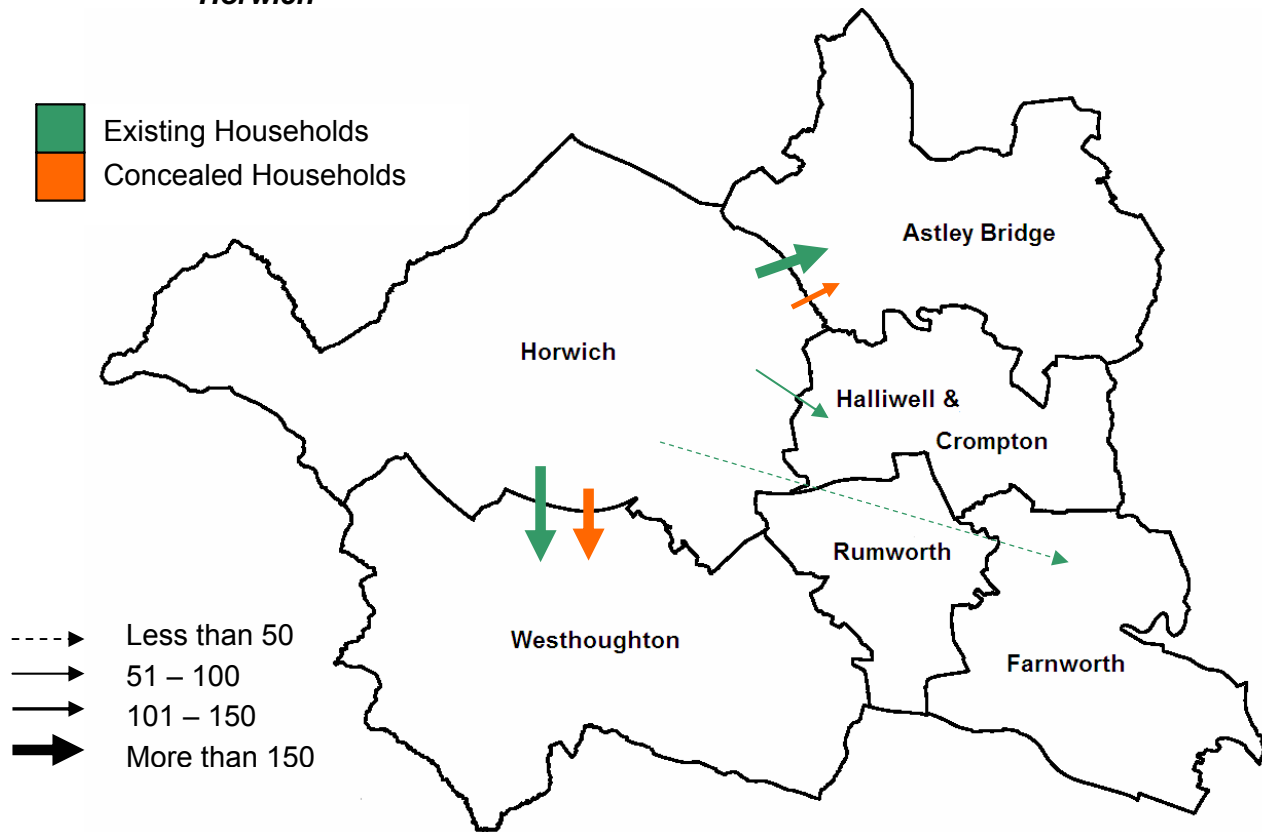 Horwich
Existing Households
Concealed Households
Astley Bridge
Horwich
Halliwell &
Crompton
Rumworth
Westhoughton
Farnworth
Less than 50
51 – 100
101 – 150
More than 150